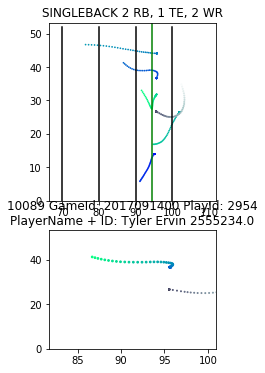 SINGLEBACK 2 RB, 1 TE, 2 WR
50
40
30
20
10
0
70 80 90 100 110
10089 GameId: 2017091400 PlayId: 2954
PlayerName + ID: Tyler Ervin 2555234.0
40
20
0
85 90 95 100